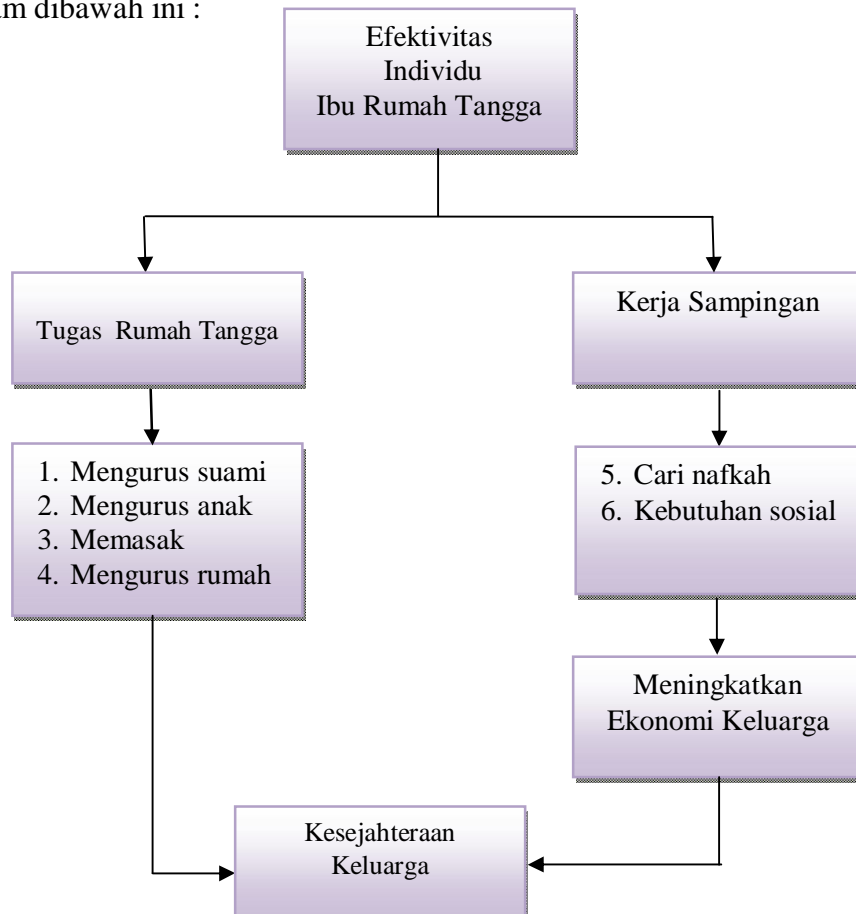 dibawah ini :
Efektivitas
Individu
Ibu Rumah Tangga
Tugas Rumah Tangga
Kerja Sampingan
1. Mengurus suami
2. Mengurus anak
3. Memasak
4. Mengurus rumah
5. Cari nafkah
6. Kebutuhan sosial
Meningkatkan
Ekonomi Keluarga
Kesejahteraan
Keluarga